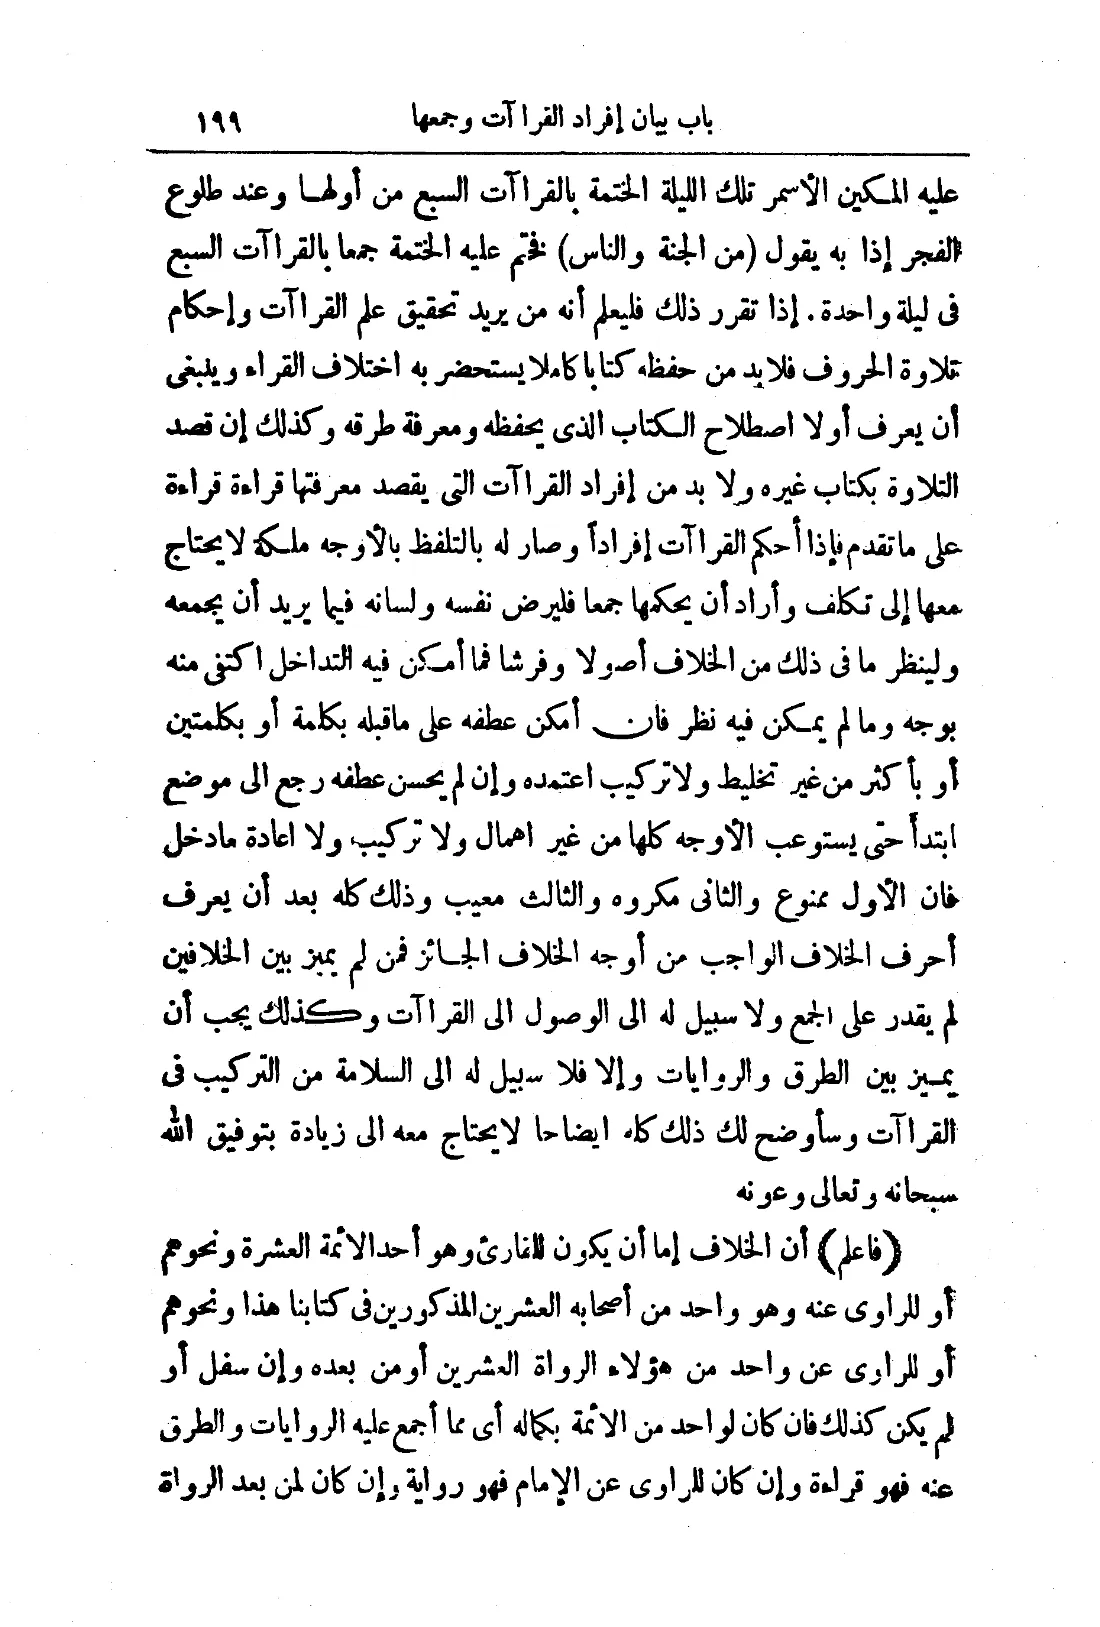 باب بيان إفراد القراآت وجمعها ١٩٩
عليه المكين الأسمر تلك الليلة الختمة بالقراآت السبع من أولها وعند طلوع
الفجر إذا به يقول (من الجنة والناس) فختم عليه الختمة جمعا بالقراآت السبع
فى ليلة واحدة. إذا تقرر ذلك فليعلم أنه من يريد تحقيق علم القراآت وإحكام
تلاوة الحروف فلابد من حفظه كتابا كاملا يستحضر به اختلاف القراء وينبغى
أن يعرف أولا اصطلاح الكتاب الذى يحفظه ومعرفة طرقه وكذلك إن قصد
التلاوة بكتاب غيره ولا بد من إفراد القراآت التى يقصد معرفتها قراءة قراءة
على ماتقدم فإذا أحكم القراآت إفراداً وصار له بالتلفظ بالأوجه ملكة لايحتاج
معها إلى تكلف وأراد أن يحكمها جمعا فليرض نفسه ولسانه فيما يريد أن يجمعه
ولينظر ما فى ذلك من الخلاف أصولا وفرشا فما أمكن فيه التداخل اكتفى منه
بوجه وما لم يمكن فيه نظر فان أمكن عطفه على ماقبله بكلمة أو بكلمتين
أو بأكثر من غير تخليط ولا تركيب اعتمده وإن لم يحسن عطفه رجع الى موضع
ابتدأ حتى يستوعب الأوجه كلها من غير اهمال ولا تركيب ولا اعادة مادخل
فان الأول ممنوع والثانى مكروه والثالث معيب وذلك كله بعد أن يعرف
أحرف الخلاف الواجب من أوجه الخلاف الجائز فمن لم يميز بين الخلافين
لم يقدر على الجمع ولا سبيل له الى الوصول الى القراآت وكذلك يجب أن
يميز بين الطرق والروايات وإلا فلا سبيل له الى السلامة من التركيب فى
القراآت وسأوضح لك ذلك كله ايضاحا لايحتاج معه الى زيادة بتوفيق الله
سبحانه وتعالى وعونه
(فاعلم) أن الخلاف إما أن يكون للقارئ وهو أحد الائمة العشرة ونحوهم
أو للراوى عنه وهو واحد من أصحابه العشرين المذكورين فى كتابنا هذا ونحوهم
أو للراوى عن واحد من هؤلاء الرواة العشرين أو من بعده وإن سفل أو
لم يكن كذلك فان كان لواحد من الائمة بكماله أى مما أجمع عليه الروايات والطرق
عنه فهو قراءة وإن كان للراوى عن الإمام فهو رواية وإن كان لمن بعد الرواة